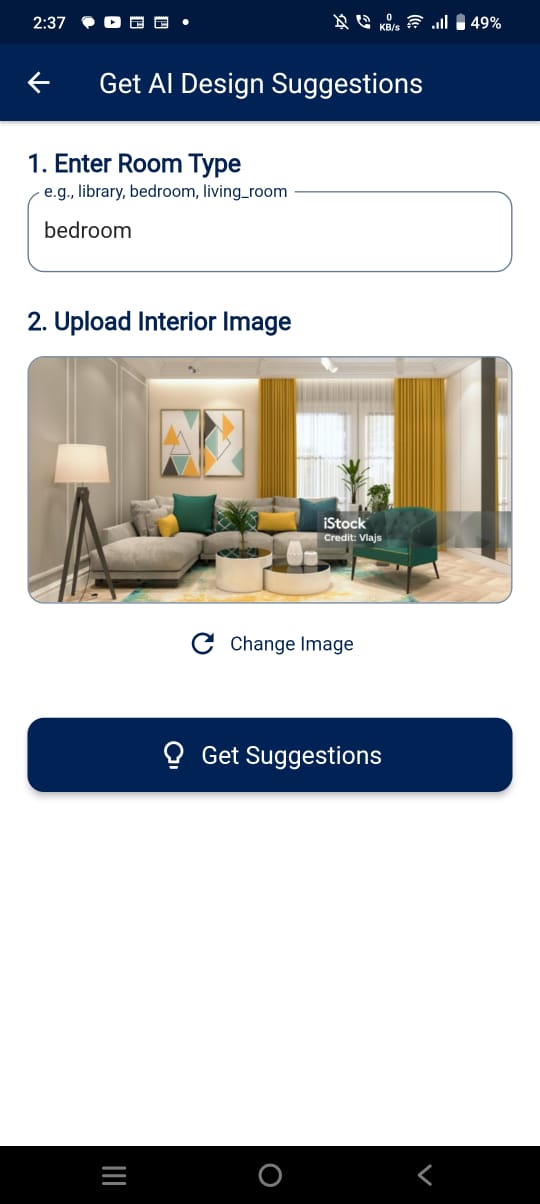 2:37
0
KB/s
49%
Get AI Design Suggestions
1. Enter Room Type
e.g., library, bedroom, living_room
bedroom
2. Upload Interior Image
iStock
Credit: Vlajs
Change Image
Get Suggestions